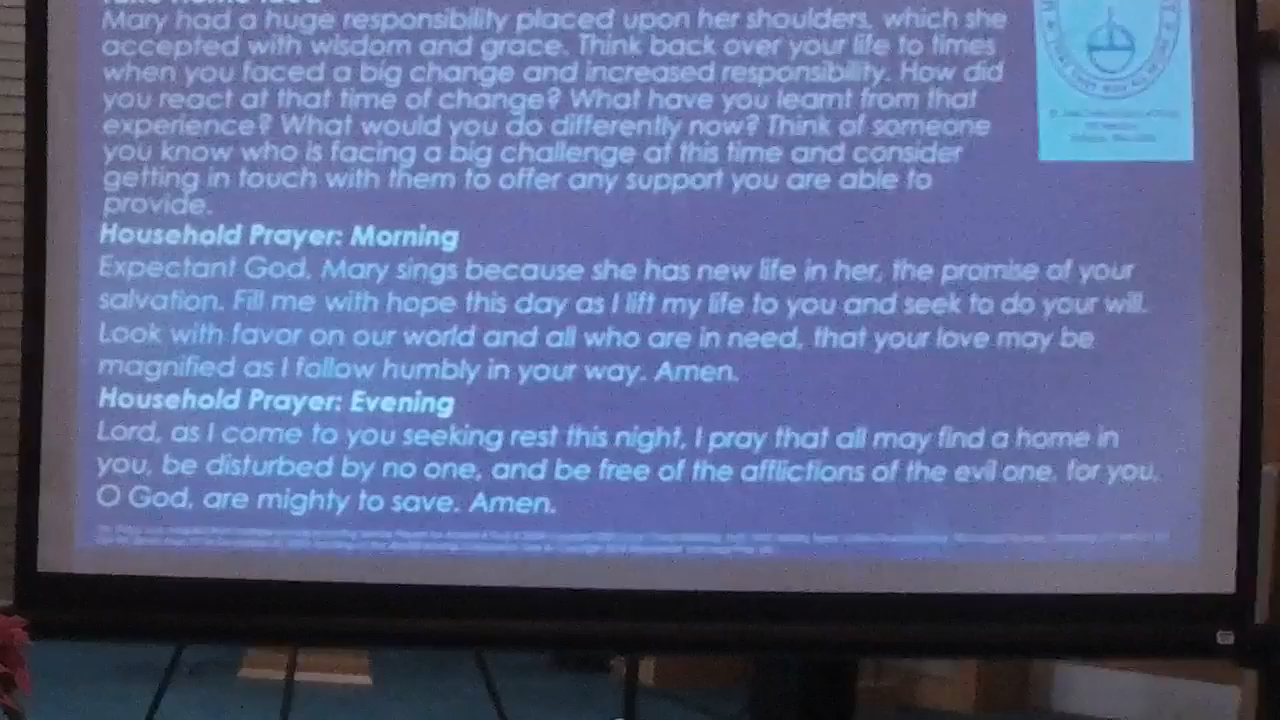 Mary had a huge responsibility placed upon her shoulders, which she
accepted with wisdom and grace. Think back over your life to times
when you faced a big change and increased responsibility. How did
you react at that time of change? What have you learnt from that
experience? What would you do differently now? Think of someone
you know who is facing a big challenge at this time and consider
getting in touch with them to offer any support you are able to
provide.
Household Prayer: Morning
Expectant God, Mary sings because she has new life in her, the promise of your
salvation. Fill me with hope this day as I lift my life to you and seek to do your will.
Look with favor on our world and all who are in need, that your love may be
magnified as I follow humbly in your way. Amen.
Household Prayer: Evening
Lord, as I come to you seeking rest this night, I pray that all may find a home in
you, be disturbed by no one, and be free of the afflictions of the evil one, for you,
O God, are mighty to save. Amen.